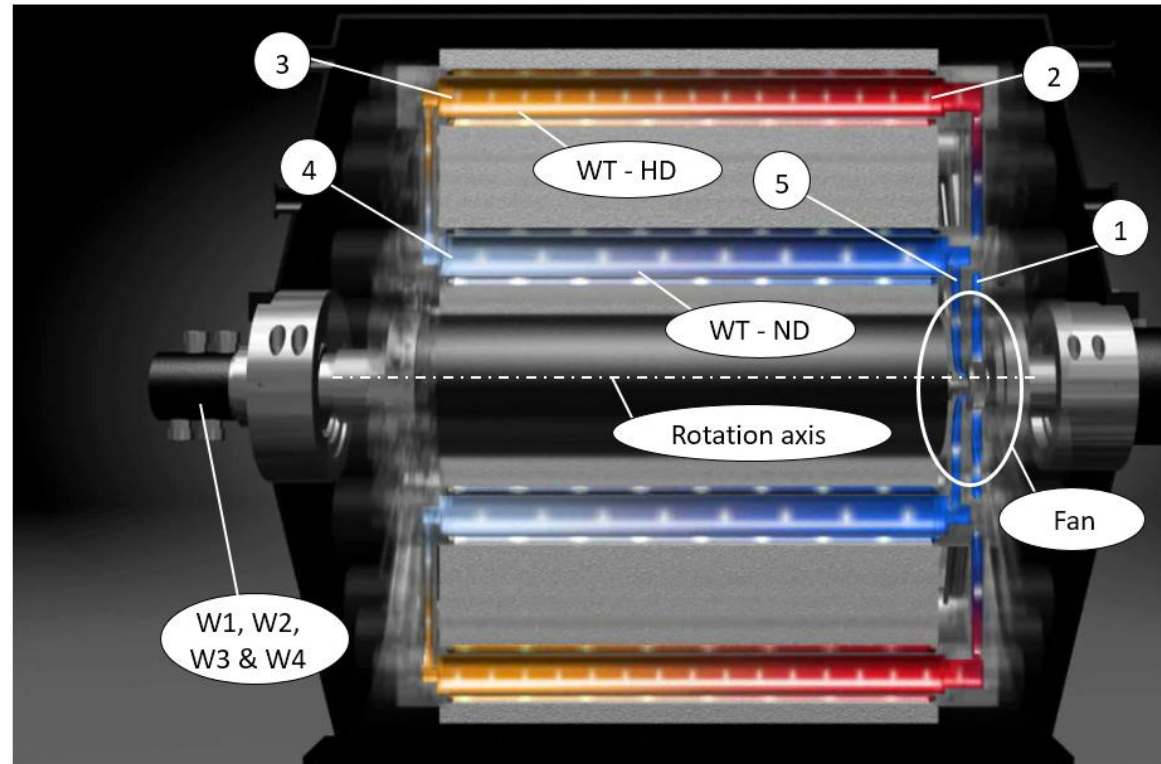 3
2
WT - HD
4
5
1
WT - ND
Rotation axis
Fan
W1, W2,
W3 & W4